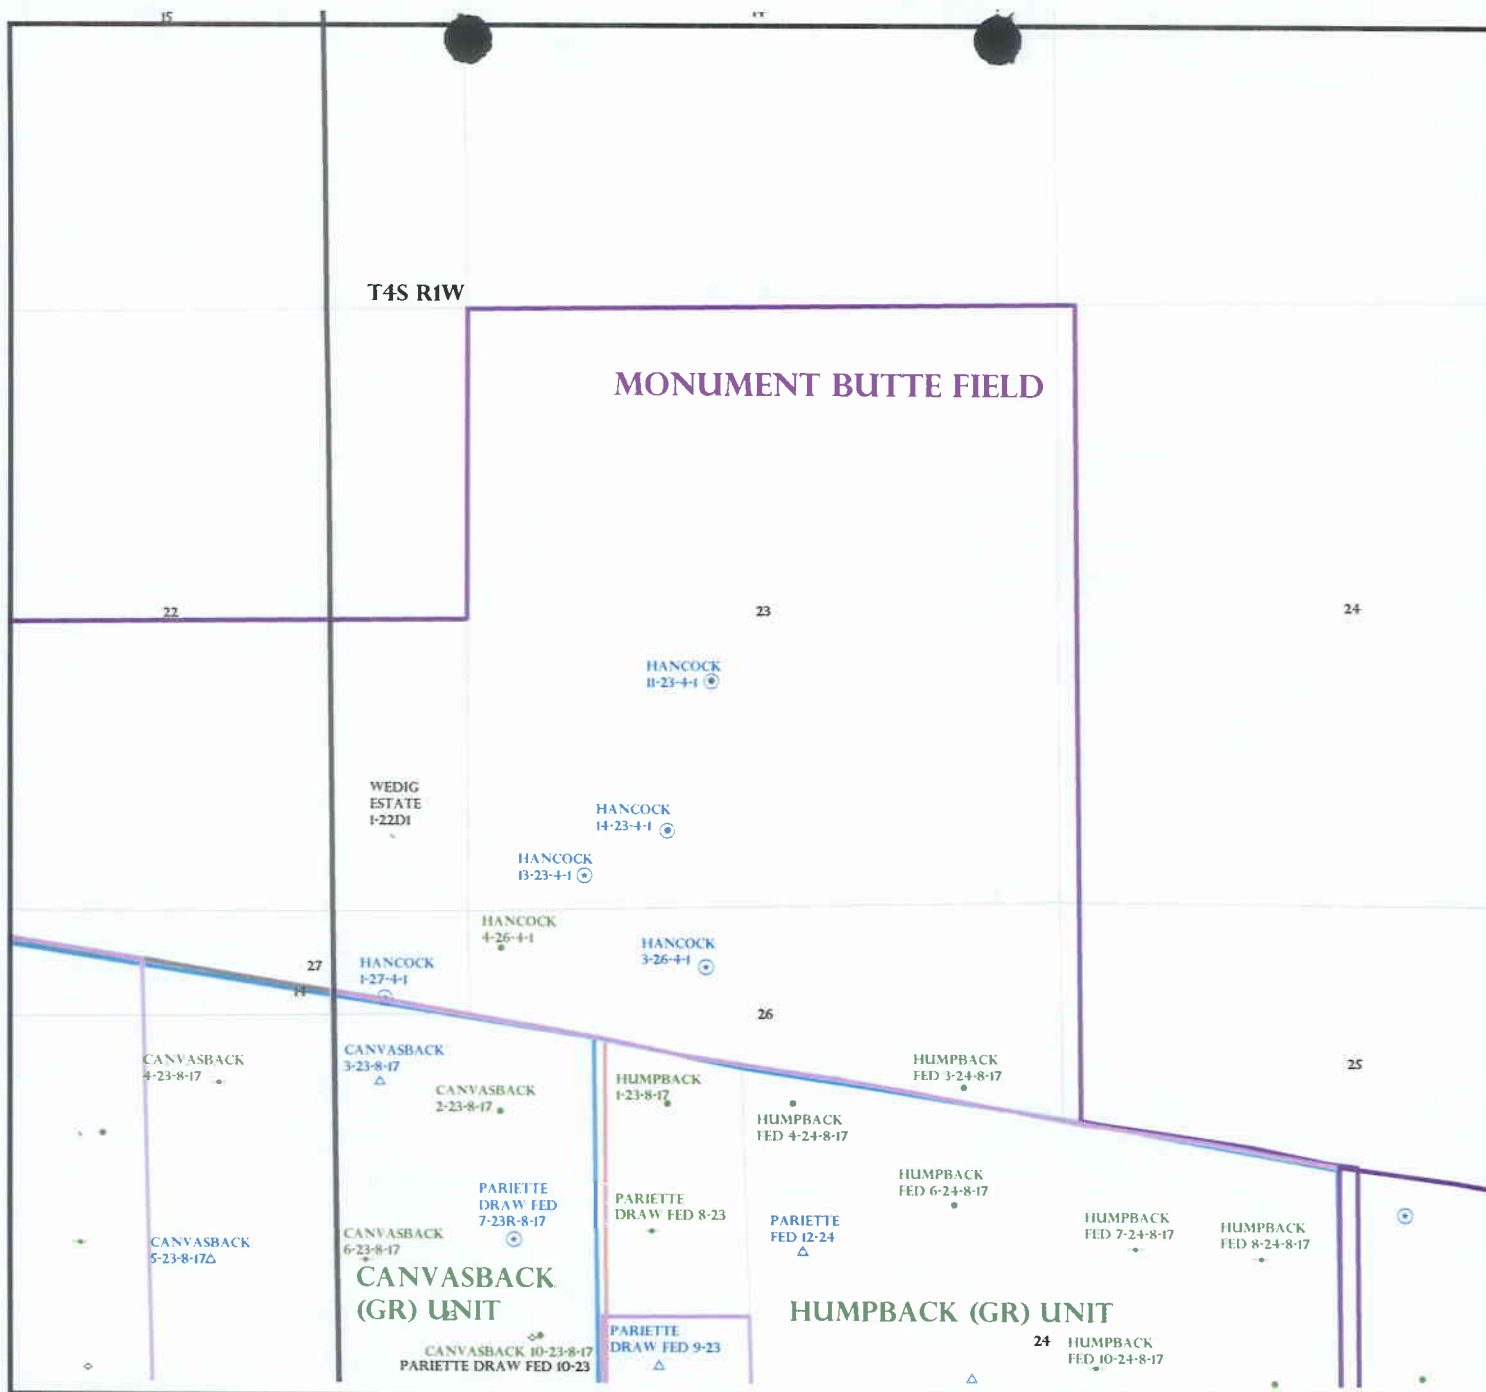 15
T4S R1W
MONUMENT BUTTE FIELD
22
23
24
HANCOCK
11-23-4-1
WEDIG
ESTATE
1-22D1
HANCOCK
14-23-4-1
HANCOCK
13-23-4-1
HANCOCK
4-26-4-1
HANCOCK
3-26-4-1
27
HANCOCK
1-27-4-1
14
26
25
CANVASBACK
4-23-8-17
CANVASBACK
3-23-8-17
CANVASBACK
2-23-8-17
HUMPBACK
1-23-8-17
HUMPBACK
FED 4-24-8-17
HUMPBACK
FED 3-24-8-17
HUMPBACK
FED 6-24-8-17
PARIETTE
DRAW FED
7-23R-8-17
PARIETTE
DRAW FED 8-23
PARIETTE
FED 12-24
HUMPBACK
FED 7-24-8-17
HUMPBACK
FED 8-24-8-17
CANVASBACK
5-23-8-17
CANVASBACK
6-23-8-17
CANVASBACK
(GR) UNIT
23
HUMPBACK (GR) UNIT
CANVASBACK 10-23-8-17
PARIETTE DRAW FED 10-23
PARIETTE
DRAW FED 9-23
24
HUMPBACK
FED 10-24-8-17